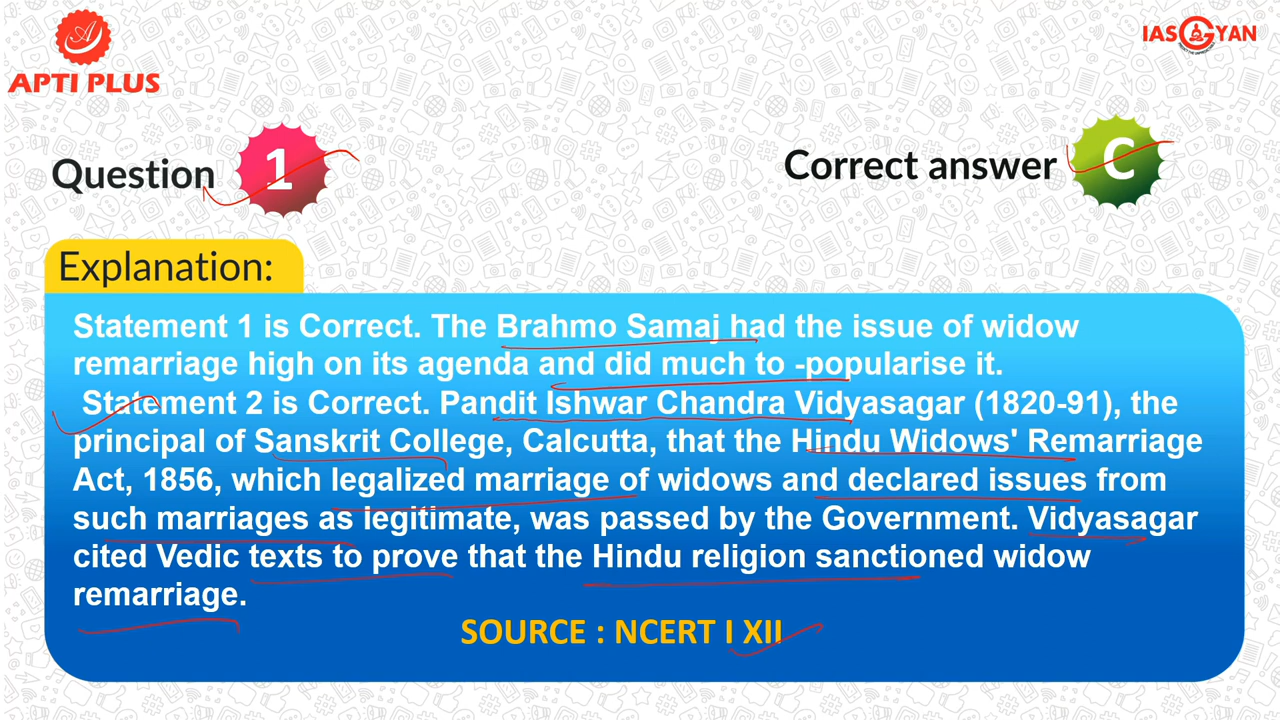 APTI PLUS
IAS GYAN
Question 1
Correct answer C
Explanation:
Statement 1 is Correct. The Brahmo Samaj had the issue of widow
remarriage high on its agenda and did much to -popularise it.
Statement 2 is Correct. Pandit Ishwar Chandra Vidyasagar (1820-91), the
principal of Sanskrit College, Calcutta, that the Hindu Widows' Remarriage
Act, 1856, which legalized marriage of widows and declared issues from
such marriages as legitimate, was passed by the Government. Vidyasagar
cited Vedic texts to prove that the Hindu religion sanctioned widow
remarriage.
SOURCE : NCERT I XII